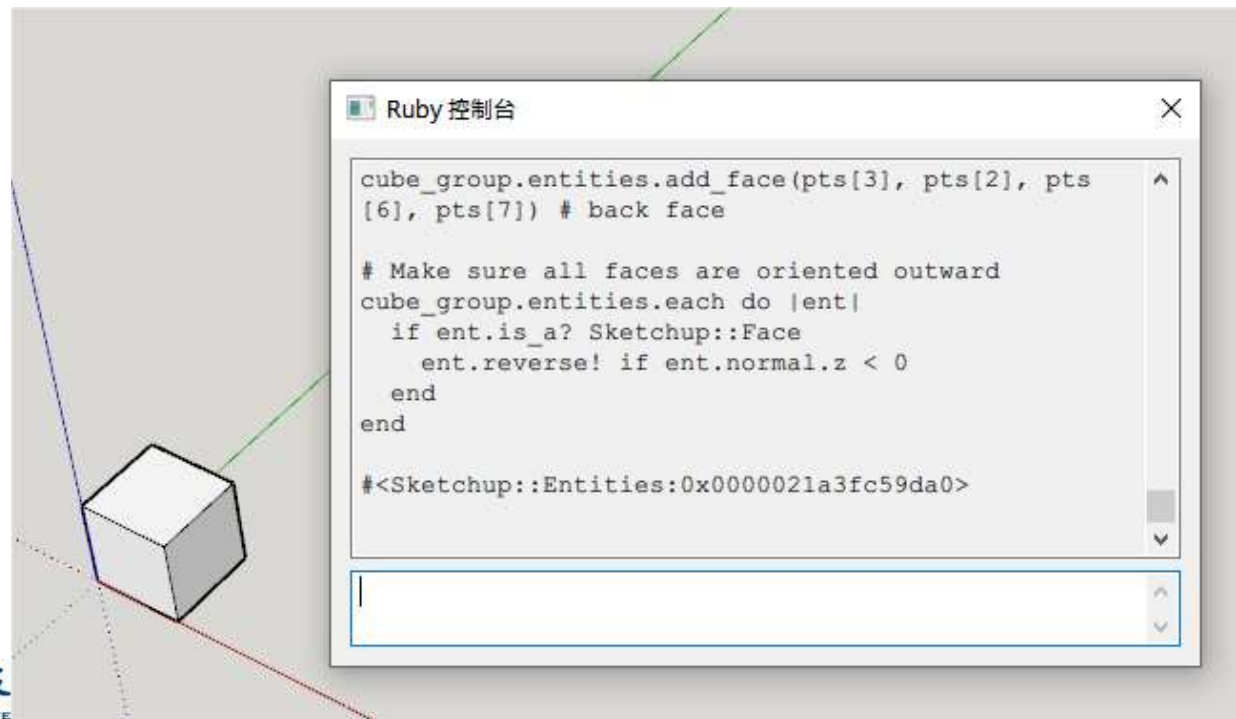 Ruby 控制台
cube_group.entities.add_face(pts[3], pts[2], pts
[6], pts[7]) # back face
# Make sure all faces are oriented outward
cube_group.entities.each do |ent|
  if ent.is_a? Sketchup::Face
    ent.reverse! if ent.normal.z < 0
  end
end
#<Sketchup::Entities:0x0000021a3fc59da0>